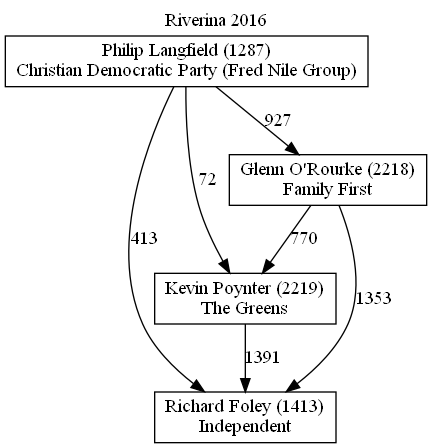 Riverina 2016
Philip Langfield (1287)
Christian Democratic Party (Fred Nile Group)
927
Glenn O'Rourke (2218)
Family First
72
413
770
Kevin Poynter (2219)
The Greens
1353
1391
Richard Foley (1413)
Independent